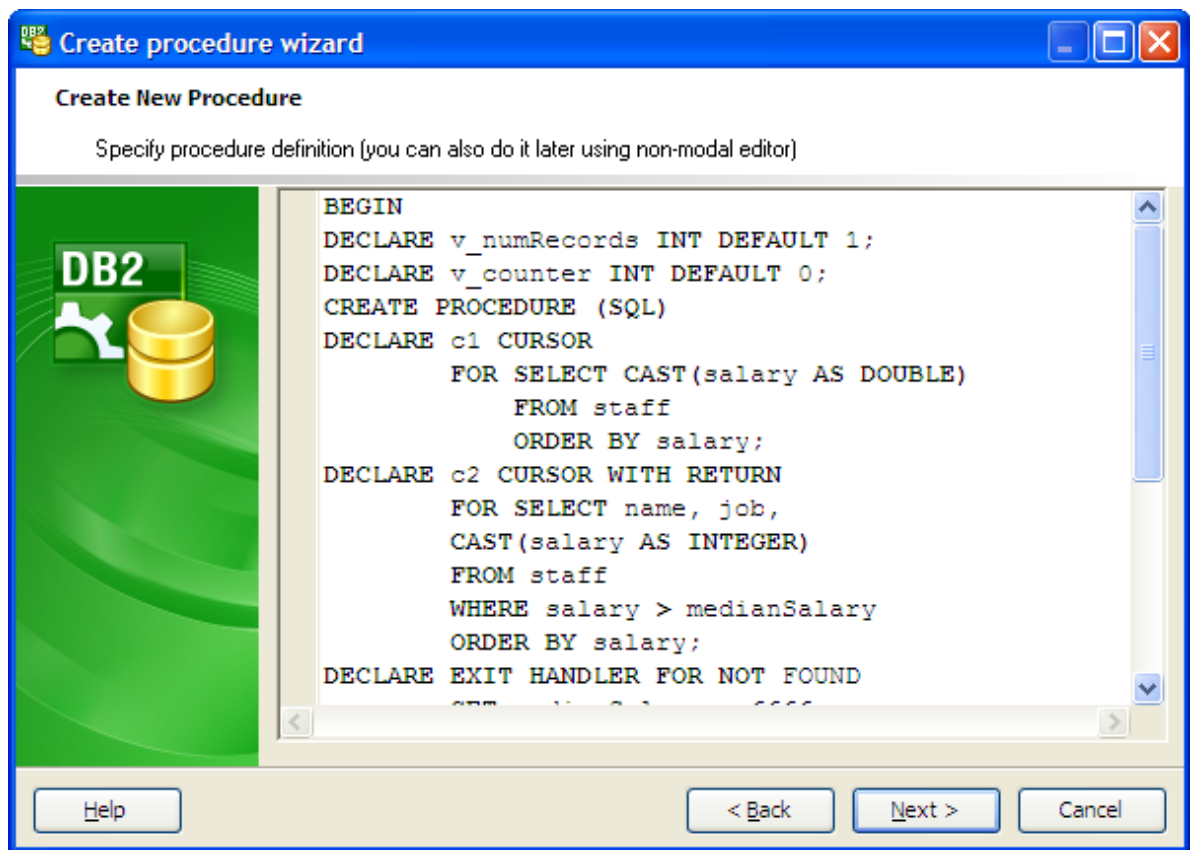 Create procedure wizard
Create New Procedure
Specify procedure definition (you can also do it later using non-modal editor)
DB2
BEGIN
DECLARE v_numRecords INT DEFAULT 1;
DECLARE v_counter INT DEFAULT 0;
CREATE PROCEDURE (SQL)
DECLARE c1 CURSOR
FOR SELECT CAST(salary AS DOUBLE)
FROM staff
ORDER BY salary;
DECLARE c2 CURSOR WITH RETURN
FOR SELECT name, job,
CAST(salary AS INTEGER)
FROM staff
WHERE salary > medianSalary
ORDER BY salary;
DECLARE EXIT HANDLER FOR NOT FOUND
Help
< Back
Next >
Cancel